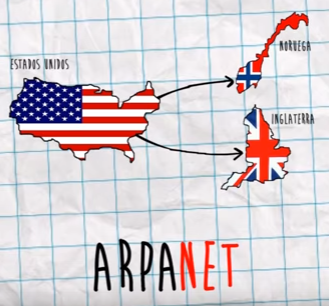 ESTADOS UNIDOS
NORUEGA
INGLATERRA
ARPANET